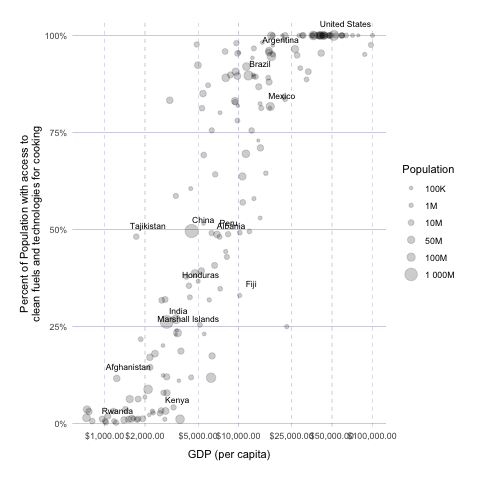 United States
100%
Argentina
Brazil
Mexico
75%
Percent of Population with access to
clean fuels and technologies for cooking
Population
100K
1M
10M
50M
100M
1 000M
China
Peru
Tajikistan
Albania
50%
Honduras
Fiji
India
Marshall Islands
25%
Afghanistan
Kenya
Rwanda
0%
$1,000.00
$2,000.00
$5,000.00
$10,000.00
$25,000.00
$50,000.00
$100,000.00
GDP (per capita)